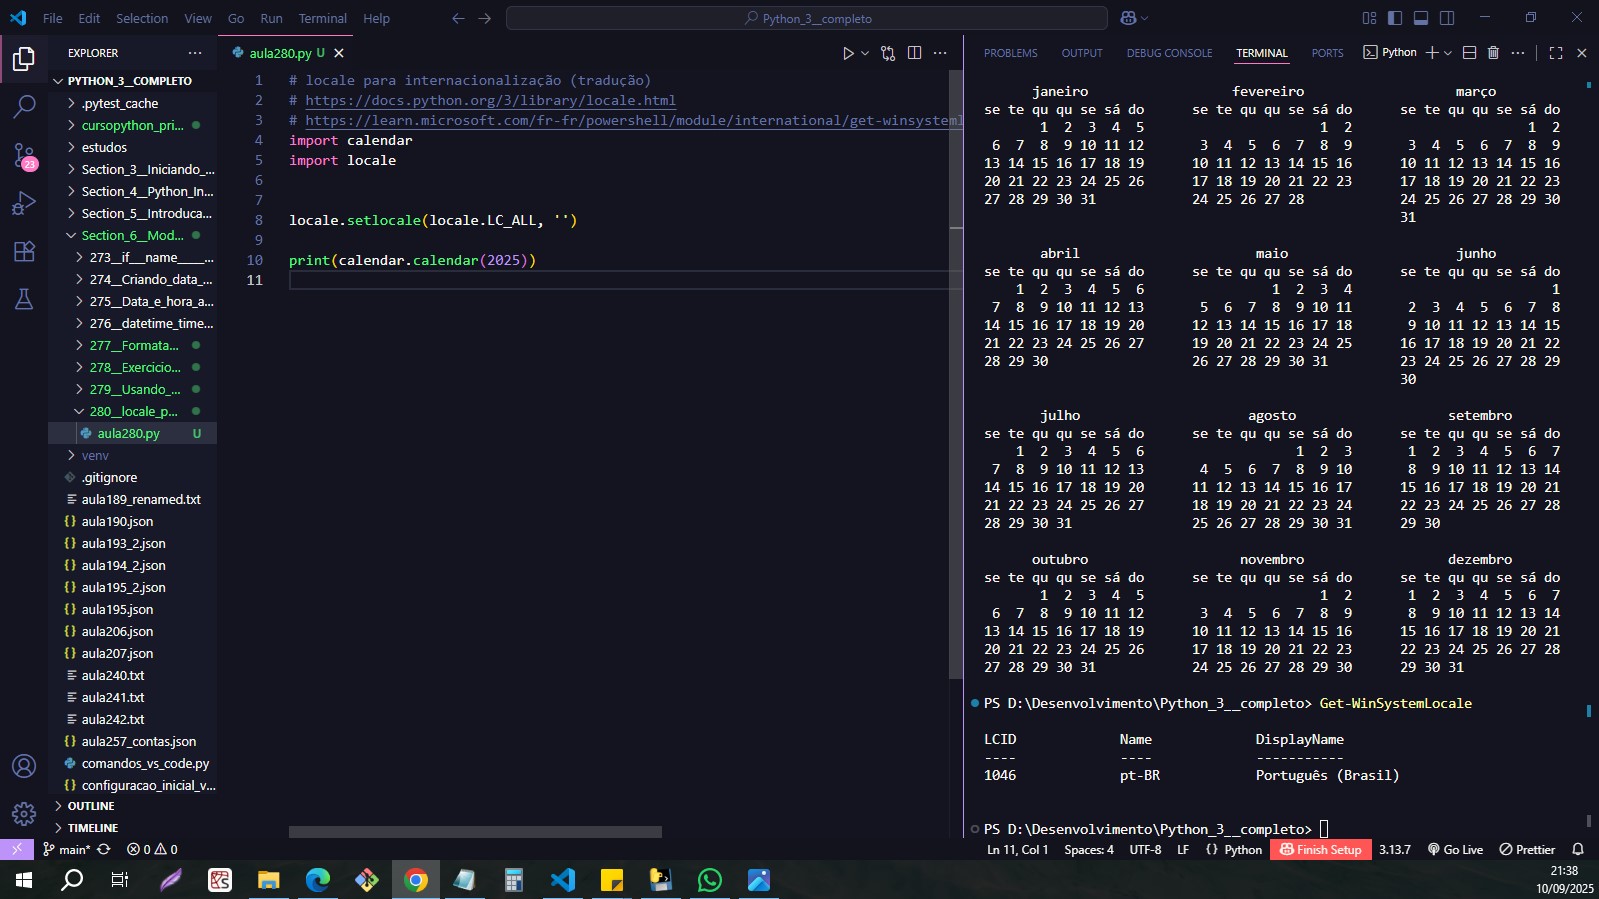 File Edit Selection View Go Run Terminal Help
Python_3__completo
EXPLORER
PYTHON_3__COMPLETO
.pytest_cache
cursopython_pri...
estudos
Section_3__Iniciando_...
Section_4__Python_In...
Section_5__Introduca...
Section_6__Mod...
273__if__name____...
274__Criando_data_...
275__Data_e_hora_a...
276__datetime_time...
277__Formata...
278__Exercicio...
279__Usando_...
280__locale_p...
aula280.py U
venv
.gitignore
aula189_renamed.txt
aula190.json
aula193_2.json
aula194_2.json
aula195_2.json
aula195.json
aula206.json
aula207.json
aula240.txt
aula241.txt
aula242.txt
aula257_contas.json
comandos_vs_code.py
configuracao_inicial_v...
OUTLINE
TIMELINE
23
aula280.py U
1 # locale para internacionalização (tradução)
2 # https://docs.python.org/3/library/locale.html
3 # https://learn.microsoft.com/fr-fr/powershell/module/international/get-winsysteml
4 import calendar
5 import locale
6
7
8 locale.setlocale(locale.LC_ALL, '')
9
10 print(calendar.calendar(2025))
11
PROBLEMS OUTPUT DEBUG CONSOLE TERMINAL PORTS Python
janeiro fevereiro março
se te qu qu se sá do se te qu qu se sá do se te qu qu se sá do
1 2 3 4 5 1 2 1 2
6 7 8 9 10 11 12 3 4 5 6 7 8 9 3 4 5 6 7 8 9
13 14 15 16 17 18 19 10 11 12 13 14 15 16 10 11 12 13 14 15 16
20 21 22 23 24 25 26 17 18 19 20 21 22 23 17 18 19 20 21 22 23
27 28 29 30 31 24 25 26 27 28 24 25 26 27 28 29 30
31
abril maio junho
se te qu qu se sá do se te qu qu se sá do se te qu qu se sá do
1 2 3 4 5 6 1 2 3 4 1
7 8 9 10 11 12 13 5 6 7 8 9 10 11 2 3 4 5 6 7 8
14 15 16 17 18 19 20 12 13 14 15 16 17 18 9 10 11 12 13 14 15
21 22 23 24 25 26 27 19 20 21 22 23 24 25 16 17 18 19 20 21 22
28 29 30 26 27 28 29 30 31 23 24 25 26 27 28 29
30
julho agosto setembro
se te qu qu se sá do se te qu qu se sá do se te qu qu se sá do
1 2 3 4 5 6 1 2 3 1 2 3 4 5 6 7
7 8 9 10 11 12 13 4 5 6 7 8 9 10 8 9 10 11 12 13 14
14 15 16 17 18 19 20 11 12 13 14 15 16 17 15 16 17 18 19 20 21
21 22 23 24 25 26 27 18 19 20 21 22 23 24 22 23 24 25 26 27 28
28 29 30 31 25 26 27 28 29 30 31 29 30
outubro novembro dezembro
se te qu qu se sá do se te qu qu se sá do se te qu qu se sá do
1 2 3 4 5 1 2 1 2 3 4 5 6 7
6 7 8 9 10 11 12 3 4 5 6 7 8 9 8 9 10 11 12 13 14
13 14 15 16 17 18 19 10 11 12 13 14 15 16 15 16 17 18 19 20 21
20 21 22 23 24 25 26 17 18 19 20 21 22 23 22 23 24 25 26 27 28
27 28 29 30 31 24 25 26 27 28 29 30 29 30 31
PS D:\Desenvolvimento\Python_3__completo> Get-WinSystemLocale
LCID Name DisplayName
---- ---- -----------
1046 pt-BR Português (Brasil)
PS D:\Desenvolvimento\Python_3__completo>
main* 0 0 Ln 11, Col 1 Spaces: 4 UTF-8 LF Python Finish Setup 3.13.7 Go Live Prettier
21:38
10/09/2025